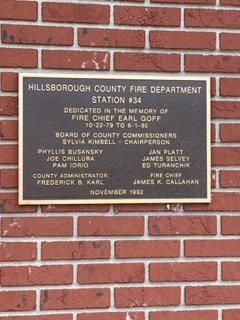 HILLSBOROUGH COUNTY FIRE DEPARTMENT
STATION #34
DEDICATED IN THE MEMORY OF
FIRE CHIEF EARL GOFF
10-22-79 TO 6-1-90
BOARD OF COUNTY COMMISSIONERS
SYLVIA KIMBELL - CHAIRPERSON
PHYLLIS BUSANSKY JAN PLATT
JOE CHILLURA JAMES SELVEY
PAM IORIO ED TURANCHIK
COUNTY ADMINISTRATOR FIRE CHIEF
FREDERICK B. KARL JAMES K. CALLAHAN
NOVEMBER 1992